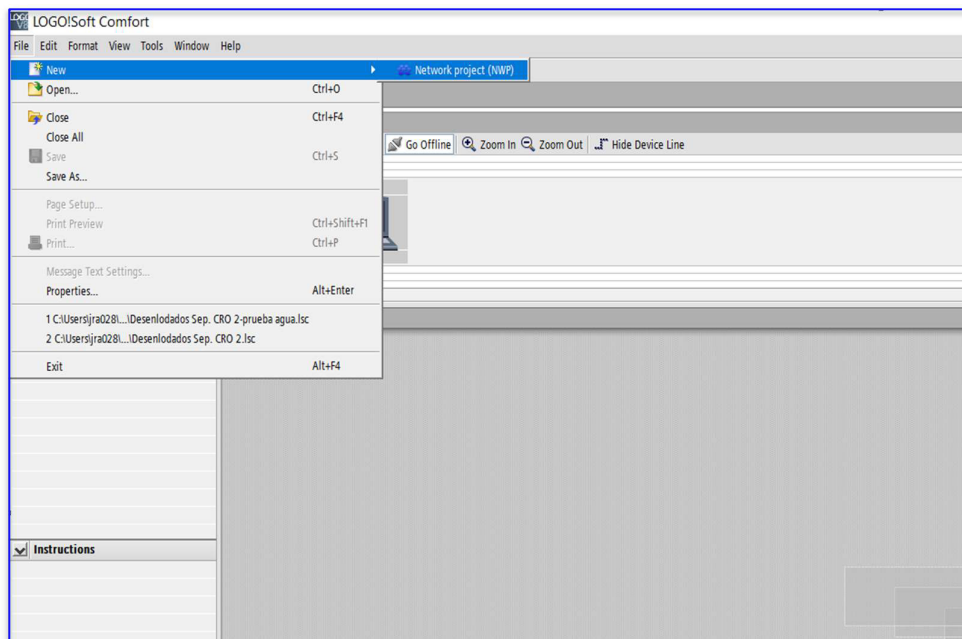 LOGO!Soft Comfort
File Edit Format View Tools Window Help
New Network project (NWP)
Open... Ctrl+O
Close Ctrl+F4
Close All
Go Offline Zoom In Zoom Out Hide Device Line
Save Ctrl+S
Save As...
Page Setup...
Print Preview Ctrl+Shift+F1
Print... Ctrl+P
Message Text Settings...
Properties... Alt+Enter
1 C:\Users\jra028\...\Desenlodados Sep. CRO 2-prueba agua.lsc
2 C:\Users\jra028\...\Desenlodados Sep. CRO 2.lsc
Exit Alt+F4
Instructions